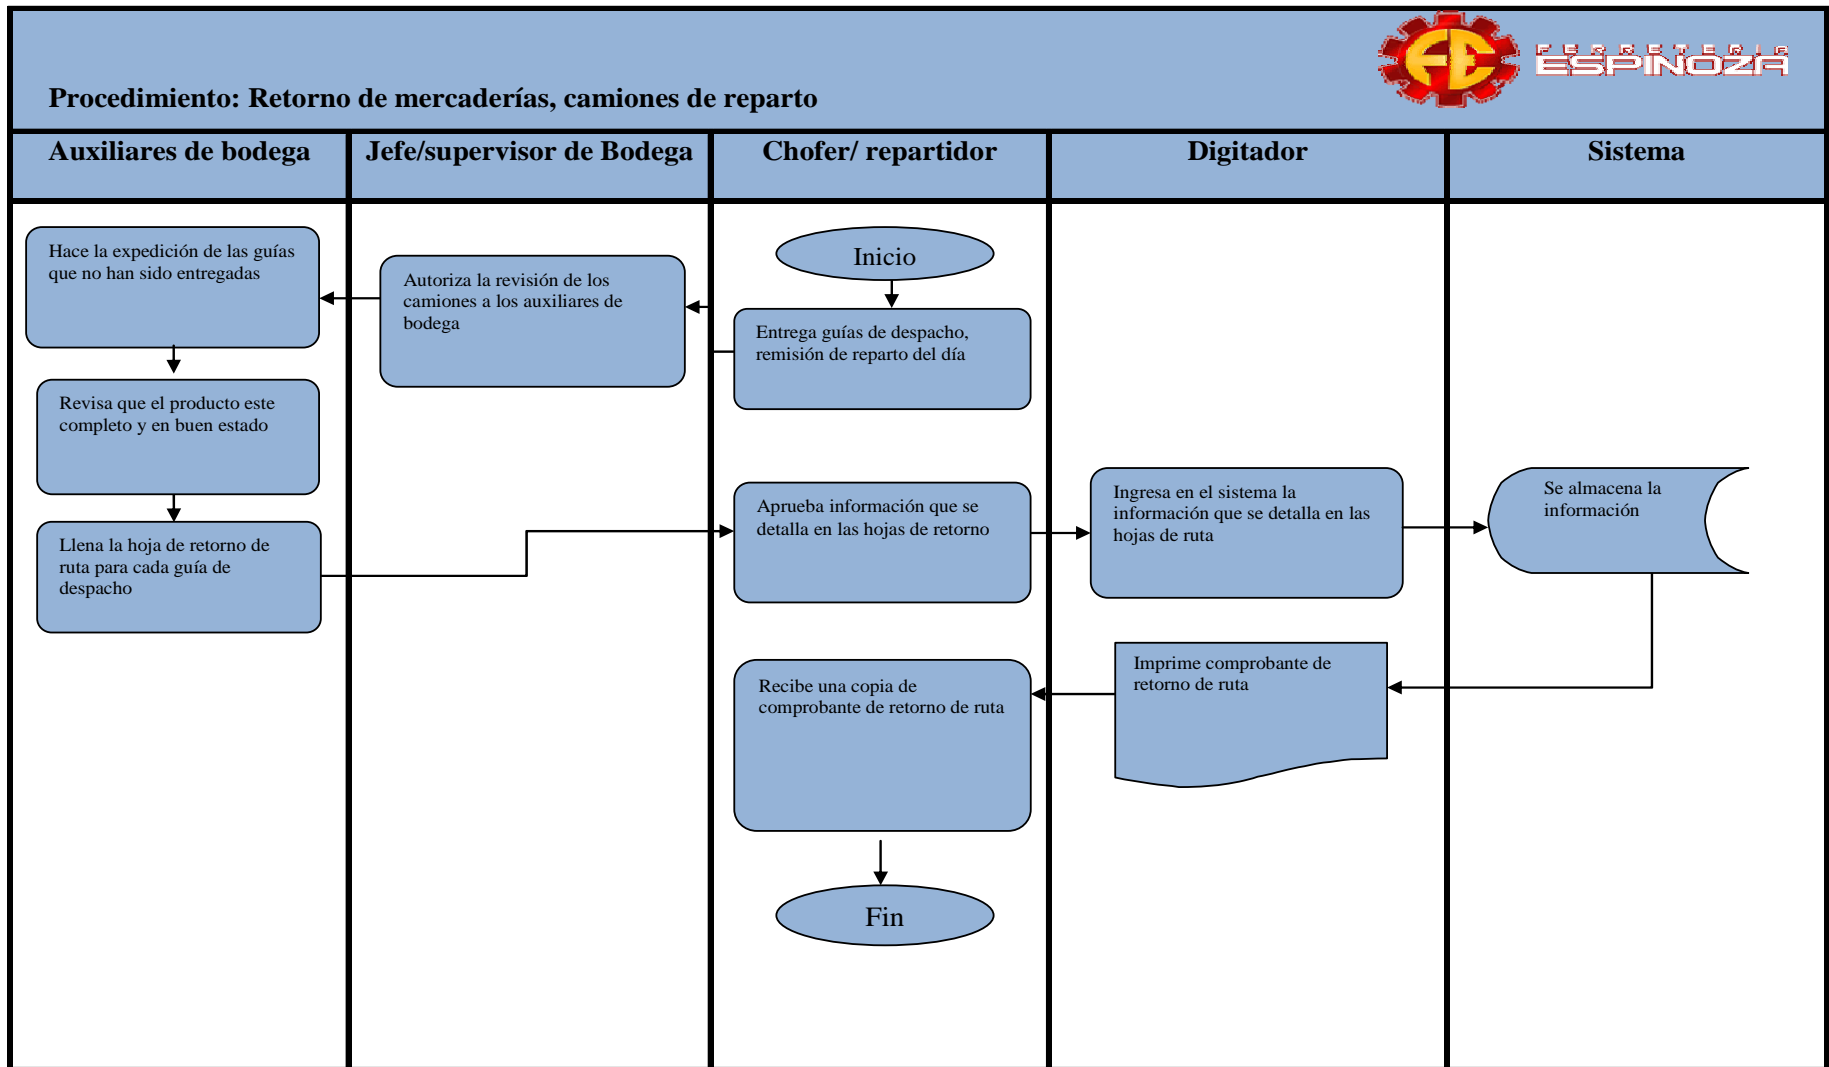 FERRETERIA
ESPINOZA
Procedimiento: Retorno de mercaderías, camiones de reparto
Auxiliares de bodega
Jefe/supervisor de Bodega
Chofer/ repartidor
Digitador
Sistema
Inicio
Entrega guías de despacho,
remisión de reparto del día
Autoriza la revisión de los
camiones a los auxiliares de
bodega
Hace la expedición de las guías
que no han sido entregadas
Revisa que el producto este
completo y en buen estado
Llena la hoja de retorno de
ruta para cada guía de
despacho
Aprueba información que se
detalla en las hojas de retorno
Ingresa en el sistema la
información que se detalla en las
hojas de ruta
Se almacena la
información
Imprime comprobante de
retorno de ruta
Recibe una copia de
comprobante de retorno de ruta
Fin